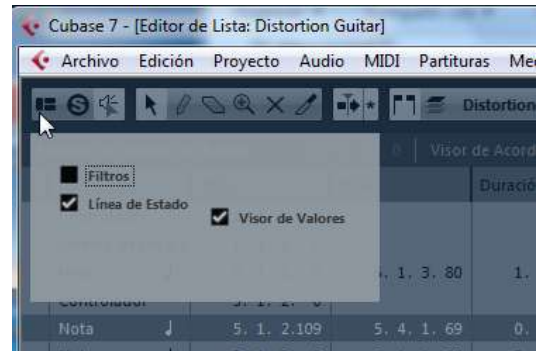 Cubase 7 - [Editor de Lista: Distortion Guitar]
Archivo Edición Proyecto Audio MIDI Partituras Me
Distortion
Visor de Acord
Filtros
Duració
Línea de Estado
Visor de Valores
5. 1. 3. 80 1.
Controlador 5. 1. 2. 0
Nota 5. 1. 2.109 5. 4. 1. 69 0.